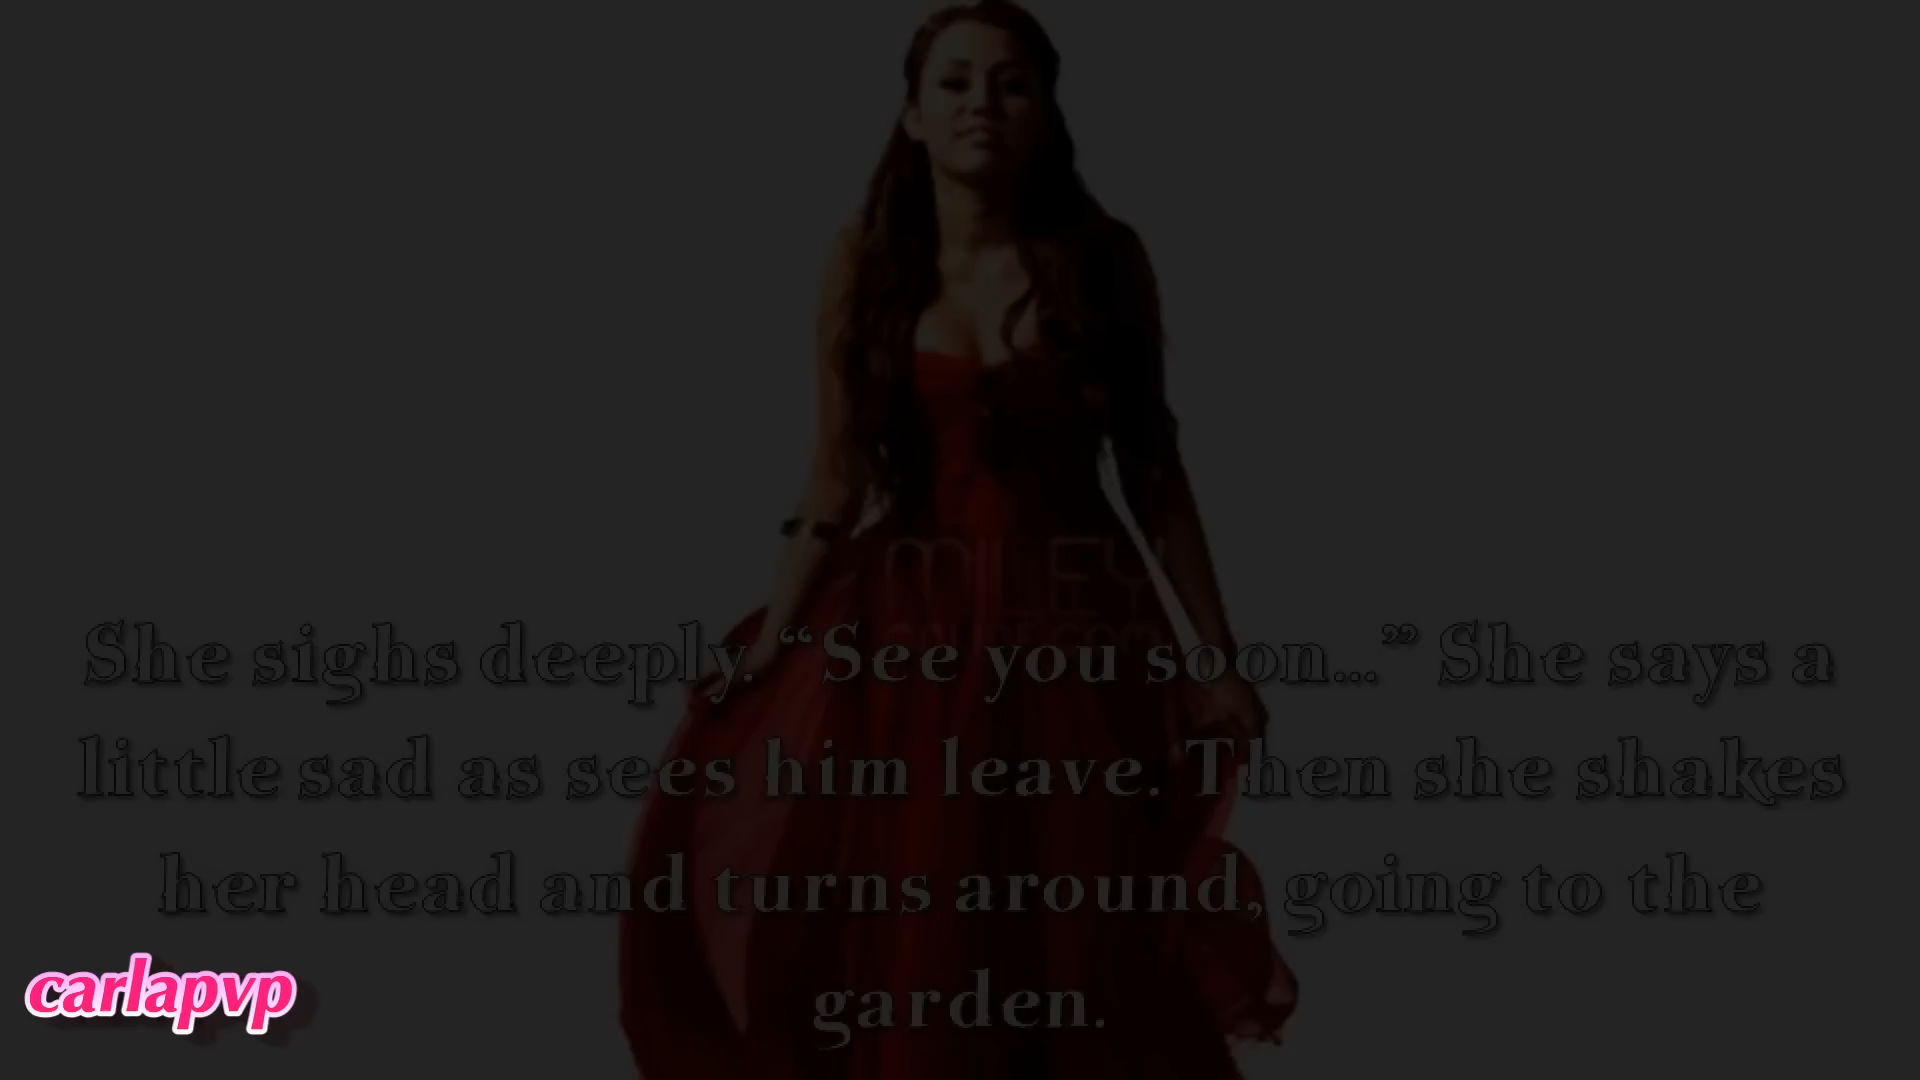 MILEY
She sighs deeply. “See you soon...” She says a
little sad as sees him leave. Then she shakes
her head and turns around, going to the
garden.
carlapvp